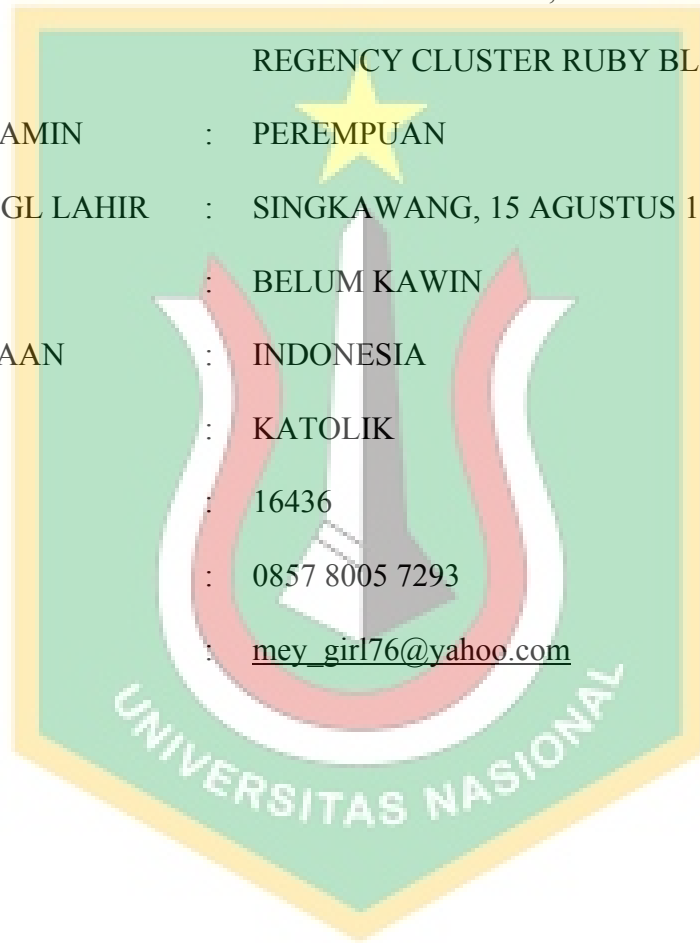 REGENCY CLUSTER RUBY BL
AMIN : PEREMPUAN
GL LAHIR : SINGKAWANG, 15 AGUSTUS 1
: BELUM KAWIN
AAN : INDONESIA
: KATOLIK
: 16436
: 0857 8005 7293
: mey_girl76@yahoo.com
UNIVERSITAS NASIONAL